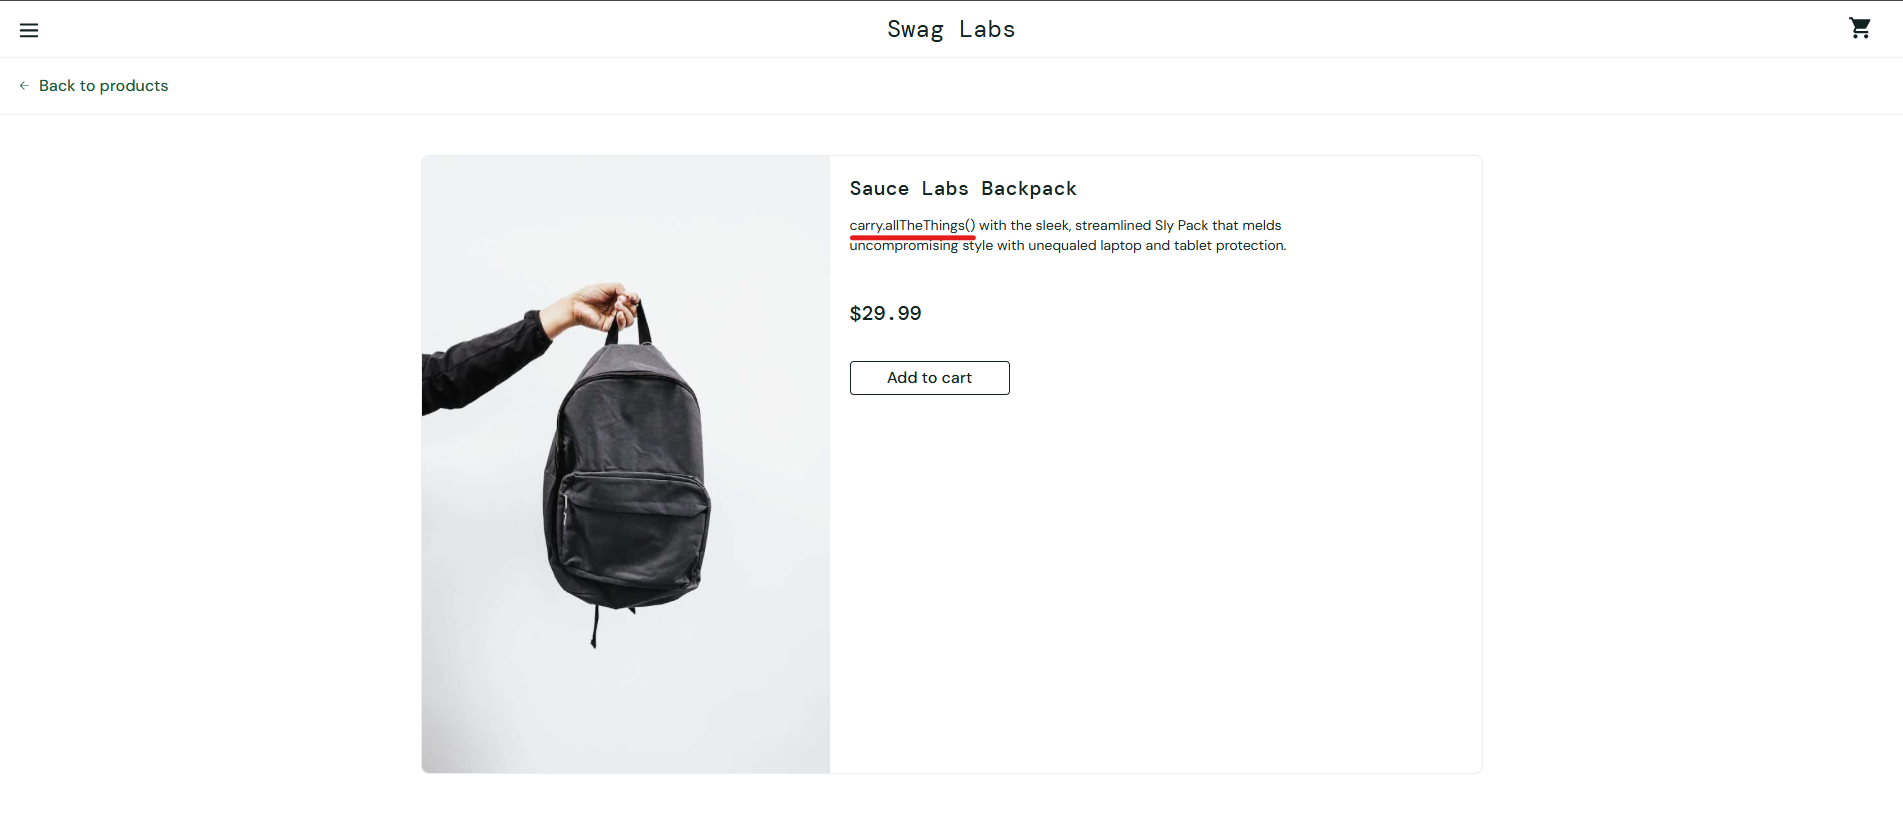 Swag Labs
← Back to products
Sauce Labs Backpack
carry.allTheThings() with the sleek, streamlined Sly Pack that melds
uncompromising style with unequaled laptop and tablet protection.
$29.99
Add to cart